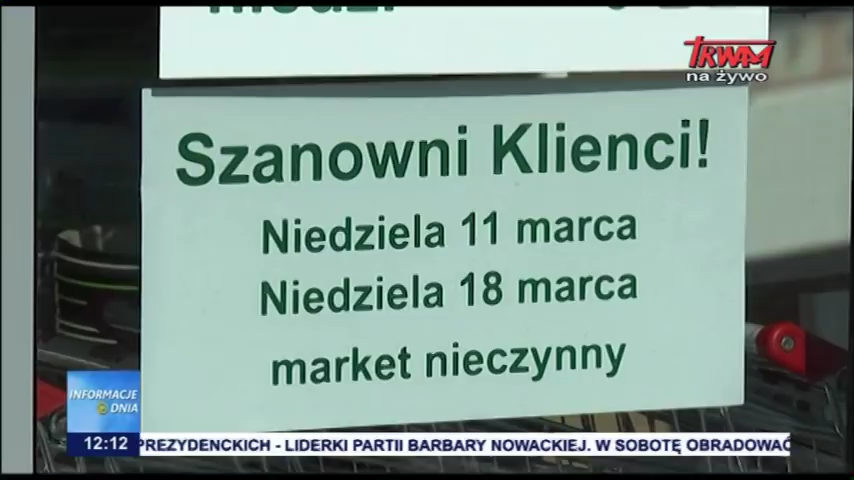 TRWAM
na żywo
Szanowni Klienci!
Niedziela 11 marca
Niedziela 18 marca
market nieczynny
INFORMACJE
DNIA
12:12 PREZYDENCKICH - LIDERKI PARTII BARBARY NOWACKIEJ. W SOBOTĘ OBRADOWAĆ